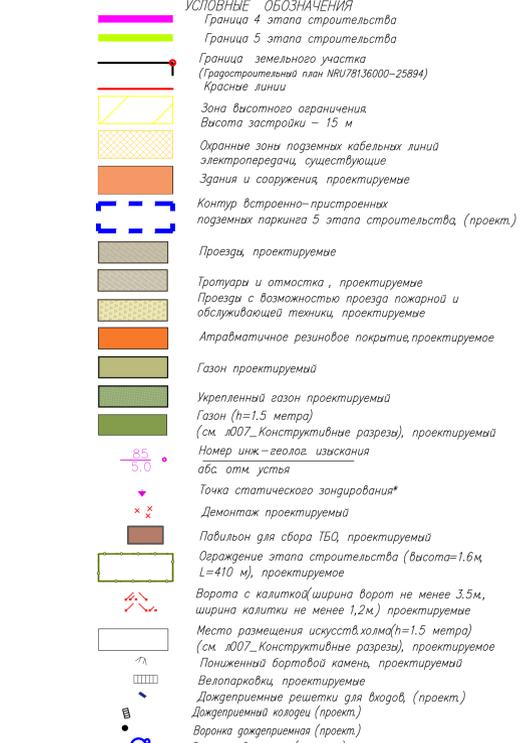 УСЛОВНЫЕ ОБОЗНАЧЕНИЯ
Граница 4 этапа строительства
Граница 5 этапа строительства
Граница земельного участка
(Градостроительный план NRU78136000-25894)
Красные линии
Зона высотного ограничения.
Высота застройки - 15 м
Охранные зоны подземных кабельных линий
электропередачи, существующие
Здания и сооружения, проектируемые
Контур встроенно-пристроенных
подземных паркинга 5 этапа строительства, (проект.)
Проезды, проектируемые
Тротуары и отмостка , проектируемые
Проезды с возможностью проезда пожарной и
обслуживающей техники, проектируемые
Атравматичное резиновое покрытие,проектируемое
Газон проектируемый
Укрепленный газон проектируемый
Газон (h=1.5 метра)
(см. л007_Конструктивные разрезы), проектируемый
85
5.0
Номер инж.-геолог. изыскания
абс. отм. устья
Точка статического зондирования*
Демонтаж проектируемый
Павильон для сбора ТБО, проектируемый
Ограждение этапа строительства (высота=1.6м,
L=410 м), проектируемое
Ворота с калиткой(ширина ворот не менее 3.5м.,
ширина калитки не менее 1,2м.) проектируемые
Место размещения искусств.холма(h=1.5 метра)
(см. л007_Конструктивные разрезы), проектируемое
Пониженный бортовой камень, проектируемый
Велопарковки, проектируемые
Дождеприемные решетки для входов, (проект.)
Дождеприемный колодец (проект.)
Воронка дождеприемная (проект.)